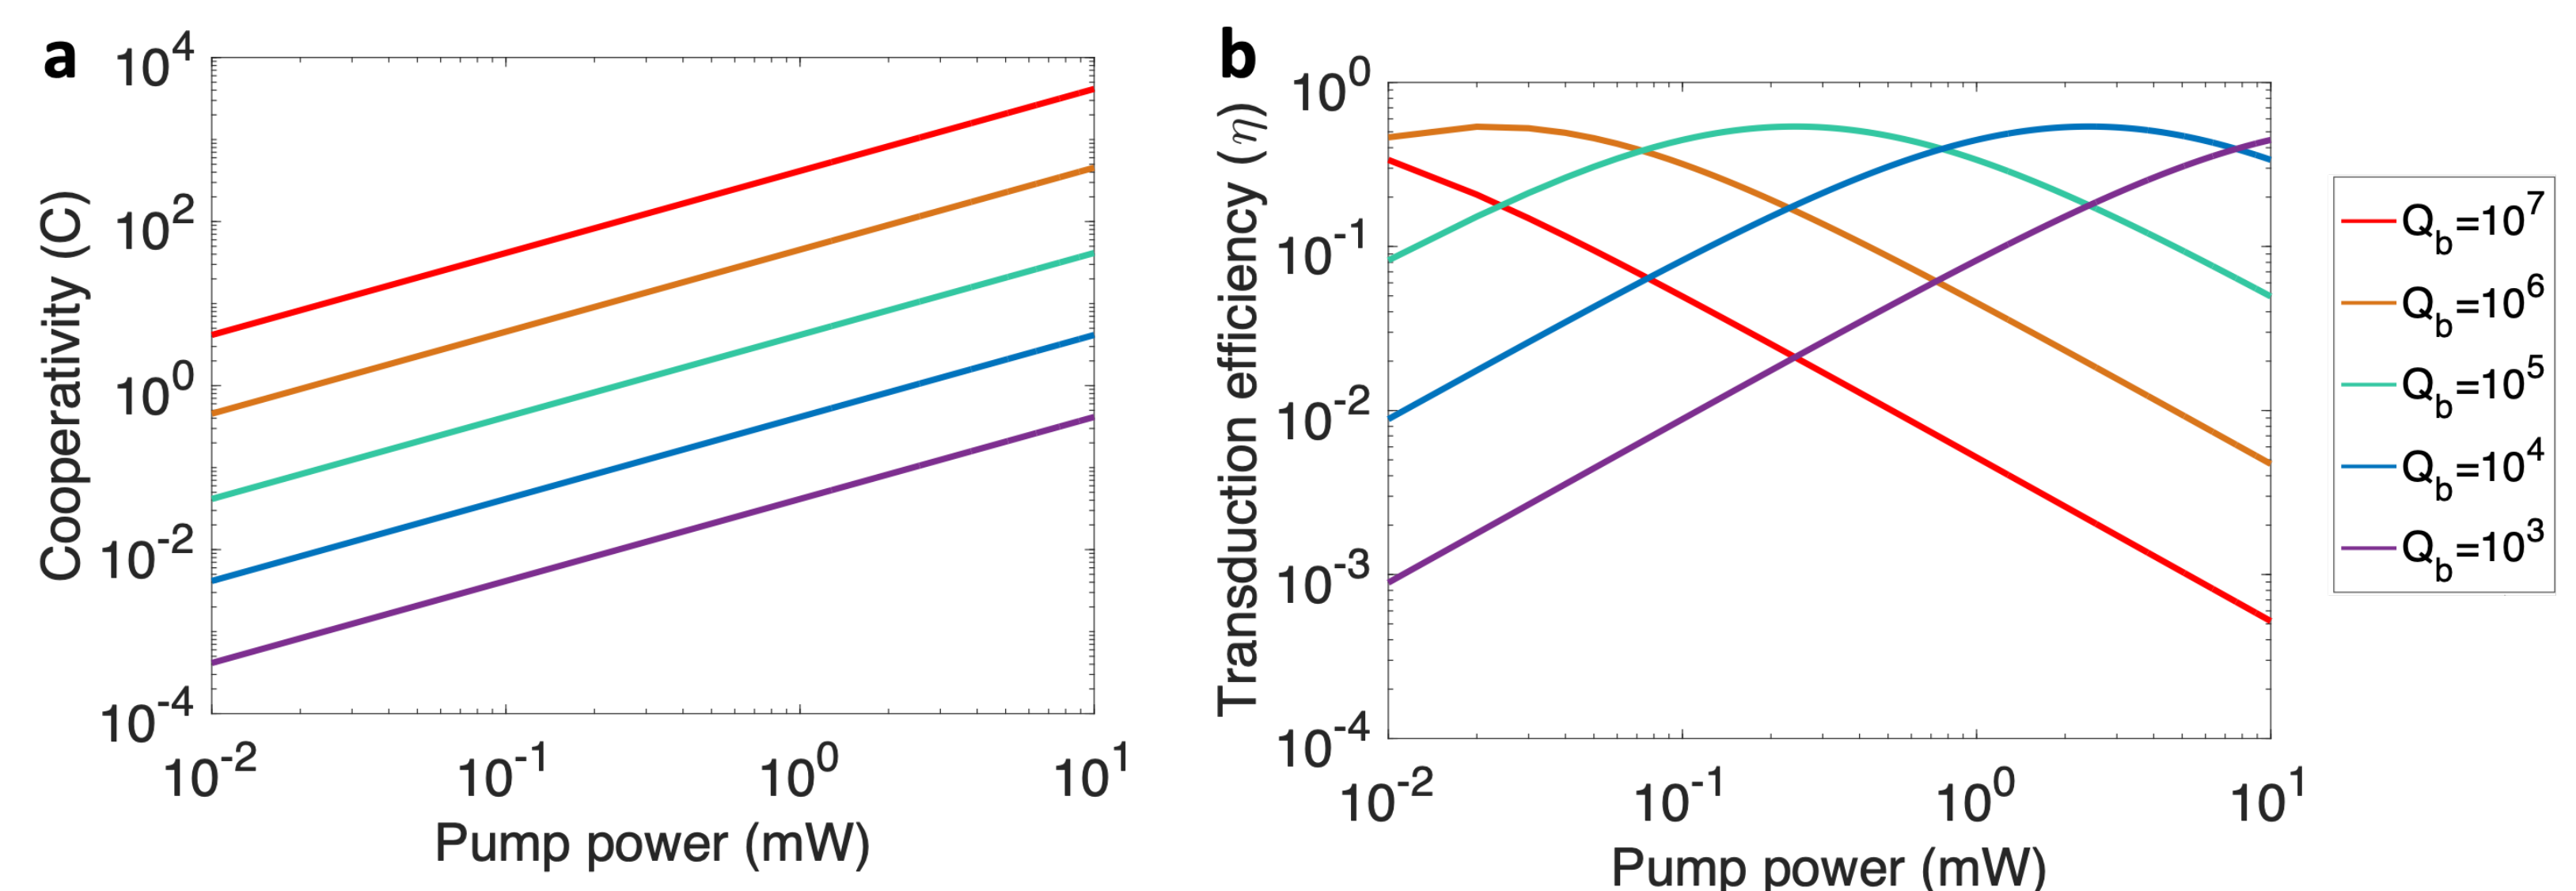 a
10^4
10^2
10^0
10^-2
10^-4
Cooperativity (C)
10^-2 10^-1 10^0 10^1
Pump power (mW)
b
10^0
10^-1
10^-2
10^-3
10^-4
Transduction efficiency (η)
10^-2 10^-1 10^0 10^1
Pump power (mW)
Q_b=10^7
Q_b=10^6
Q_b=10^5
Q_b=10^4
Q_b=10^3